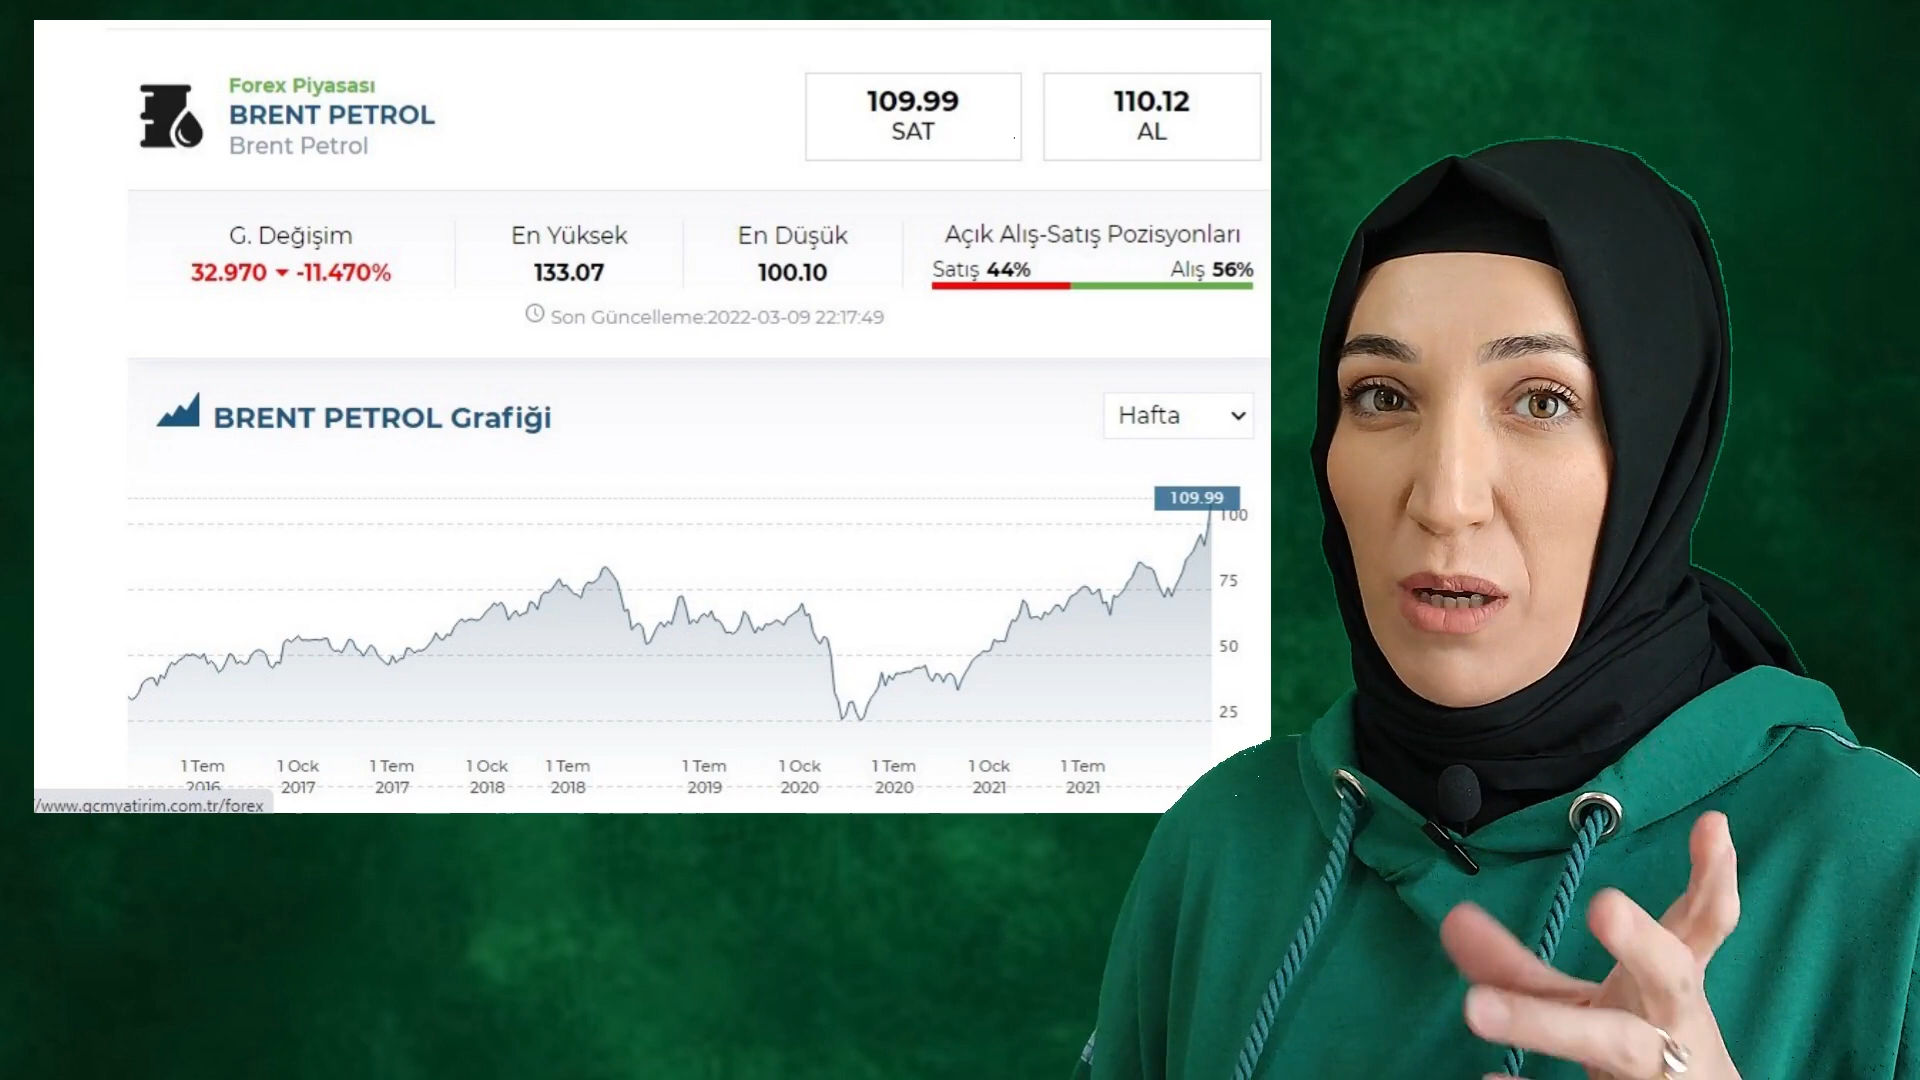 Forex Piyasası
BRENT PETROL
Brent Petrol
109.99
SAT
110.12
AL
G. Değişim
32.970 -11.470%
En Yüksek
133.07
En Düşük
100.10
Açık Alış-Satış Pozisyonları
Satış 44% Alış 56%
Son Güncelleme:2022-03-09 22:17:49
BRENT PETROL Grafiği
Hafta
109.99
100
75
50
25
1 Tem 1 Ock 1 Tem 1 Ock 1 Tem 1 Tem 1 Ock 1 Tem 1 Ock 1 Tem
2016 2017 2017 2018 2018 2019 2020 2020 2021 2021
/www.gcmyatirim.com.tr/forex